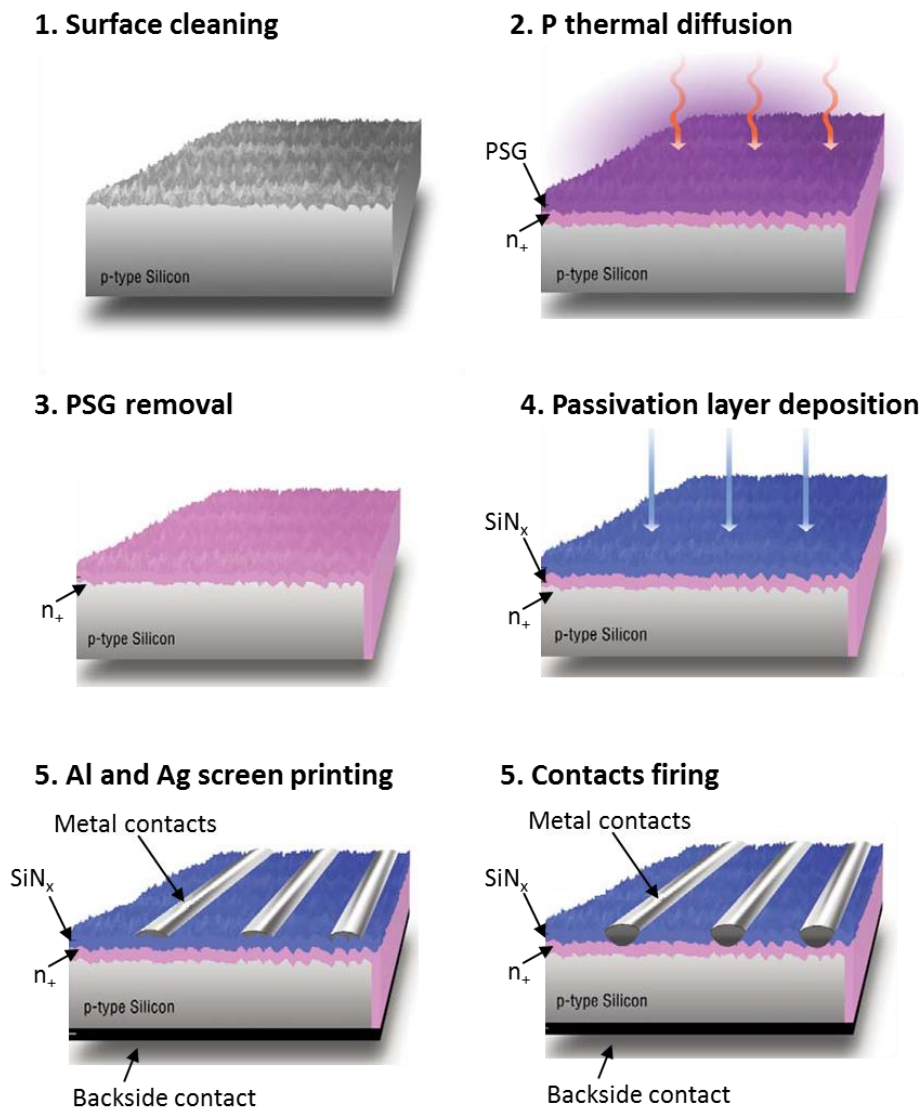 1. Surface cleaning
p-type Silicon
2. P thermal diffusion
PSG
n+
p-type Silicon
3. PSG removal
n+
p-type Silicon
4. Passivation layer deposition
SiNx
n+
p-type Silicon
5. Al and Ag screen printing
Metal contacts
SiNx
n+
p-type Silicon
Backside contact
5. Contacts firing
Metal contacts
SiNx
n+
p-type Silicon
Backside contact